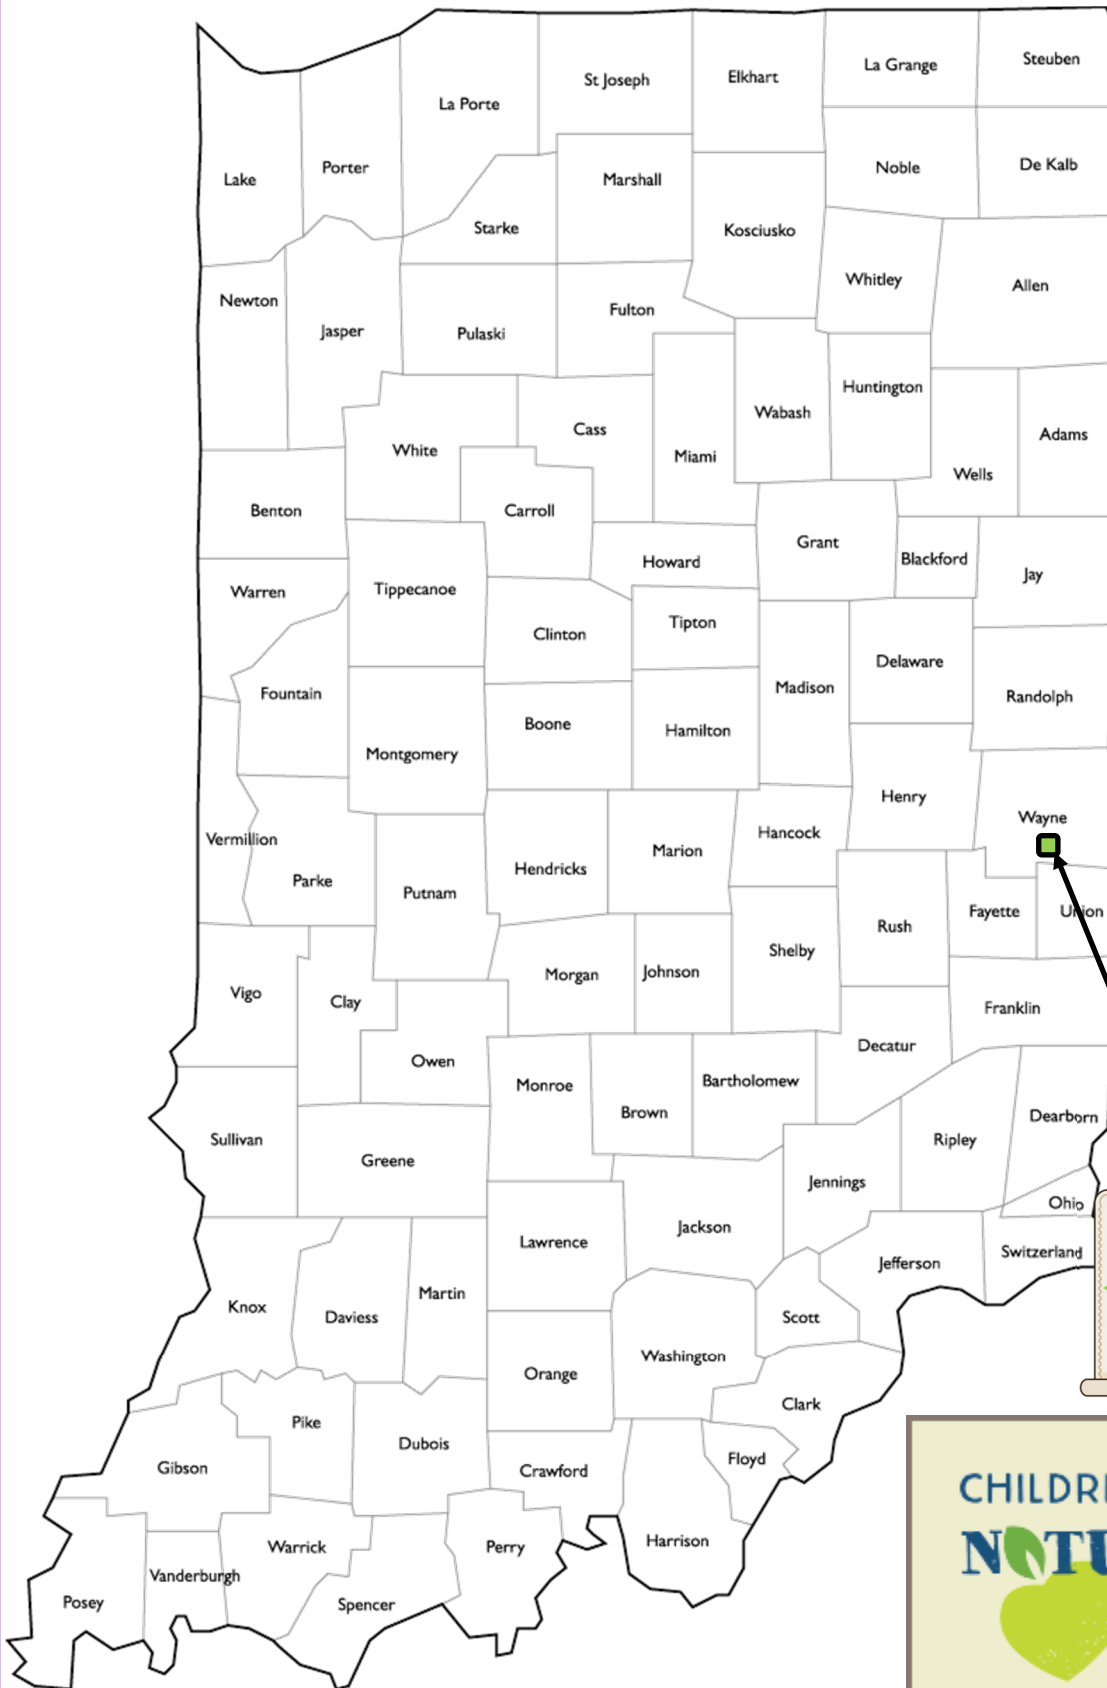 Steuben
La Grange
Elkhart
St Joseph
La Porte
De Kalb
Noble
Porter
Lake
Marshall
Starke
Kosciusko
Whitley
Allen
Newton
Fulton
Jasper
Pulaski
Huntington
Wabash
Cass
Adams
White
Miami
Wells
Benton
Carroll
Grant
Blackford
Howard
Jay
Tippecanoe
Warren
Tipton
Clinton
Delaware
Madison
Fountain
Randolph
Boone
Hamilton
Montgomery
Henry
Wayne
Hancock
Vermillion
Marion
Hendricks
Parke
Putnam
Fayette
Union
Rush
Shelby
Johnson
Morgan
Vigo
Clay
Franklin
Decatur
Owen
Bartholomew
Monroe
Brown
Dearborn
Sullivan
Ripley
Greene
Jennings
Ohio
Jackson
Lawrence
Switzerland
Jefferson
Martin
Knox
Daviess
Scott
Washington
Orange
Clark
Pike
Dubois
Floyd
Gibson
Crawford
Harrison
Warrick
Perry
Vanderburgh
Posey
Spencer
CHILDRE
NATU